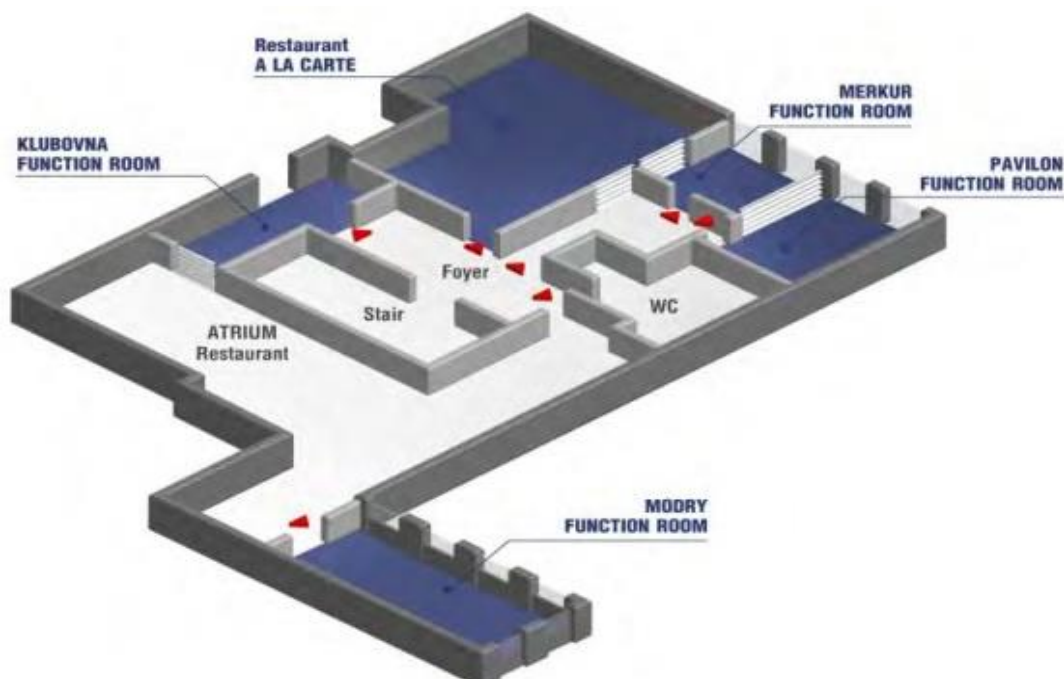 Restaurant
A LA CARTE
MERKUR
FUNCTION ROOM
KLUBOVNA
FUNCTION ROOM
PAVILON
FUNCTION ROOM
Foyer
Stair
WC
ATRIUM
Restaurant
MODRY
FUNCTION ROOM